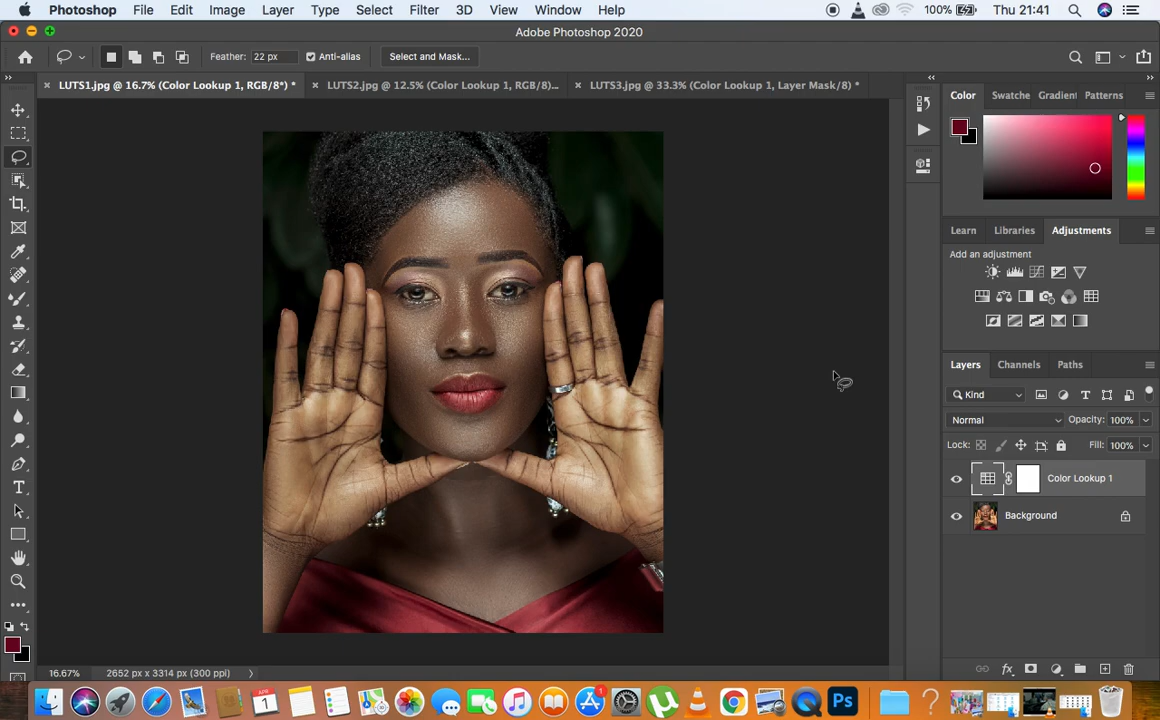 Photoshop File Edit Image Layer Type Select Filter 3D View Window Help 100% Thu 21:41
Adobe Photoshop 2020
Feather: 22 px Anti-alias Select and Mask...
LUTS1.jpg @ 16.7% (Color Lookup 1, RGB/8*) * LUTS2.jpg @ 12.5% (Color Lookup 1, RGB/8)... LUTS3.jpg @ 33.3% (Color Lookup 1, Layer Mask/8) *
Color Swatche Gradient Patterns
Learn Libraries Adjustments
Add an adjustment
Layers Channels Paths
Kind
Normal Opacity: 100%
Lock: Fill: 100%
Color Lookup 1
Background
16.67% 2652 px x 3314 px (300 ppi)
APR
1
1
Ps